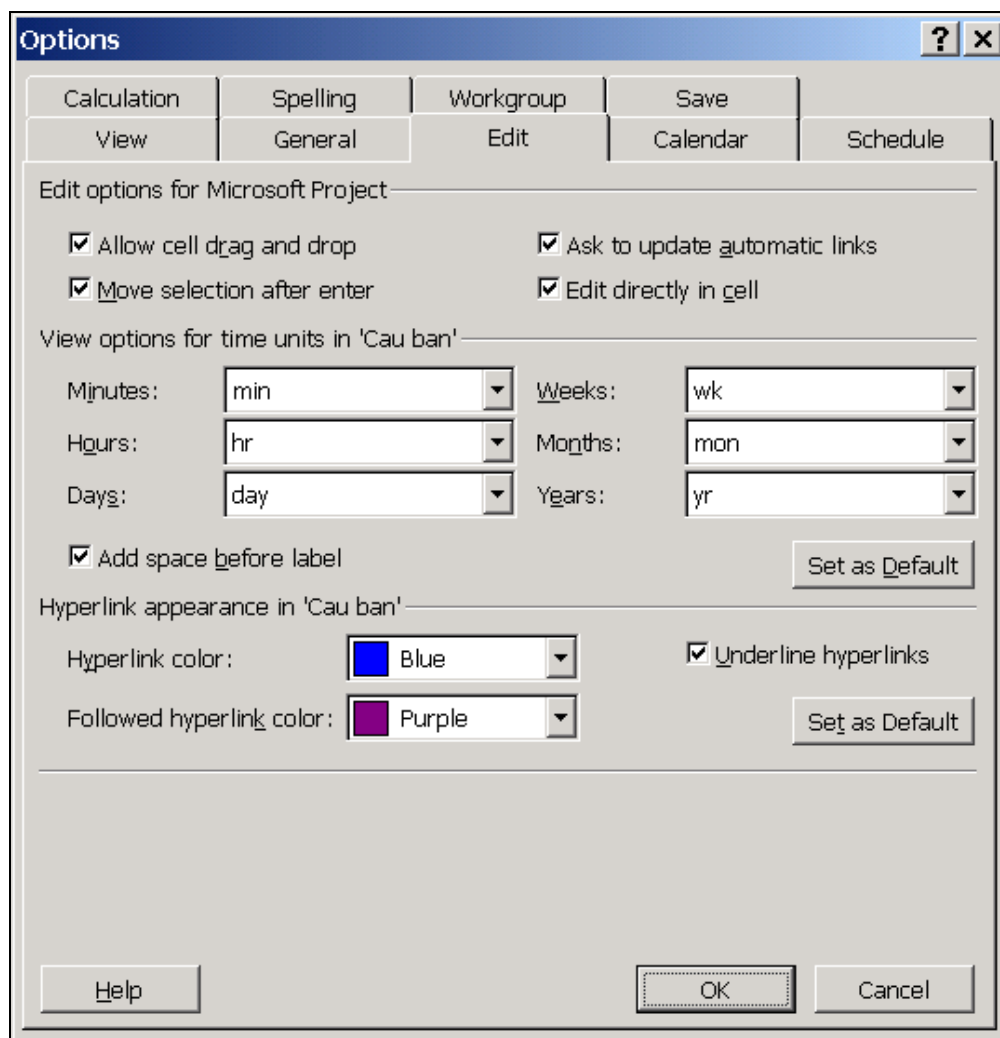 Options
Calculation Spelling Workgroup Save
View General Edit Calendar Schedule
Edit options for Microsoft Project
Allow cell drag and drop Ask to update automatic links
Move selection after enter Edit directly in cell
View options for time units in 'Cau ban'
Minutes: min Weeks: wk
Hours: hr Months: mon
Days: day Years: yr
Add space before label Set as Default
Hyperlink appearance in 'Cau ban'
Hyperlink color: Blue Underline hyperlinks
Followed hyperlink color: Purple Set as Default
Help OK Cancel